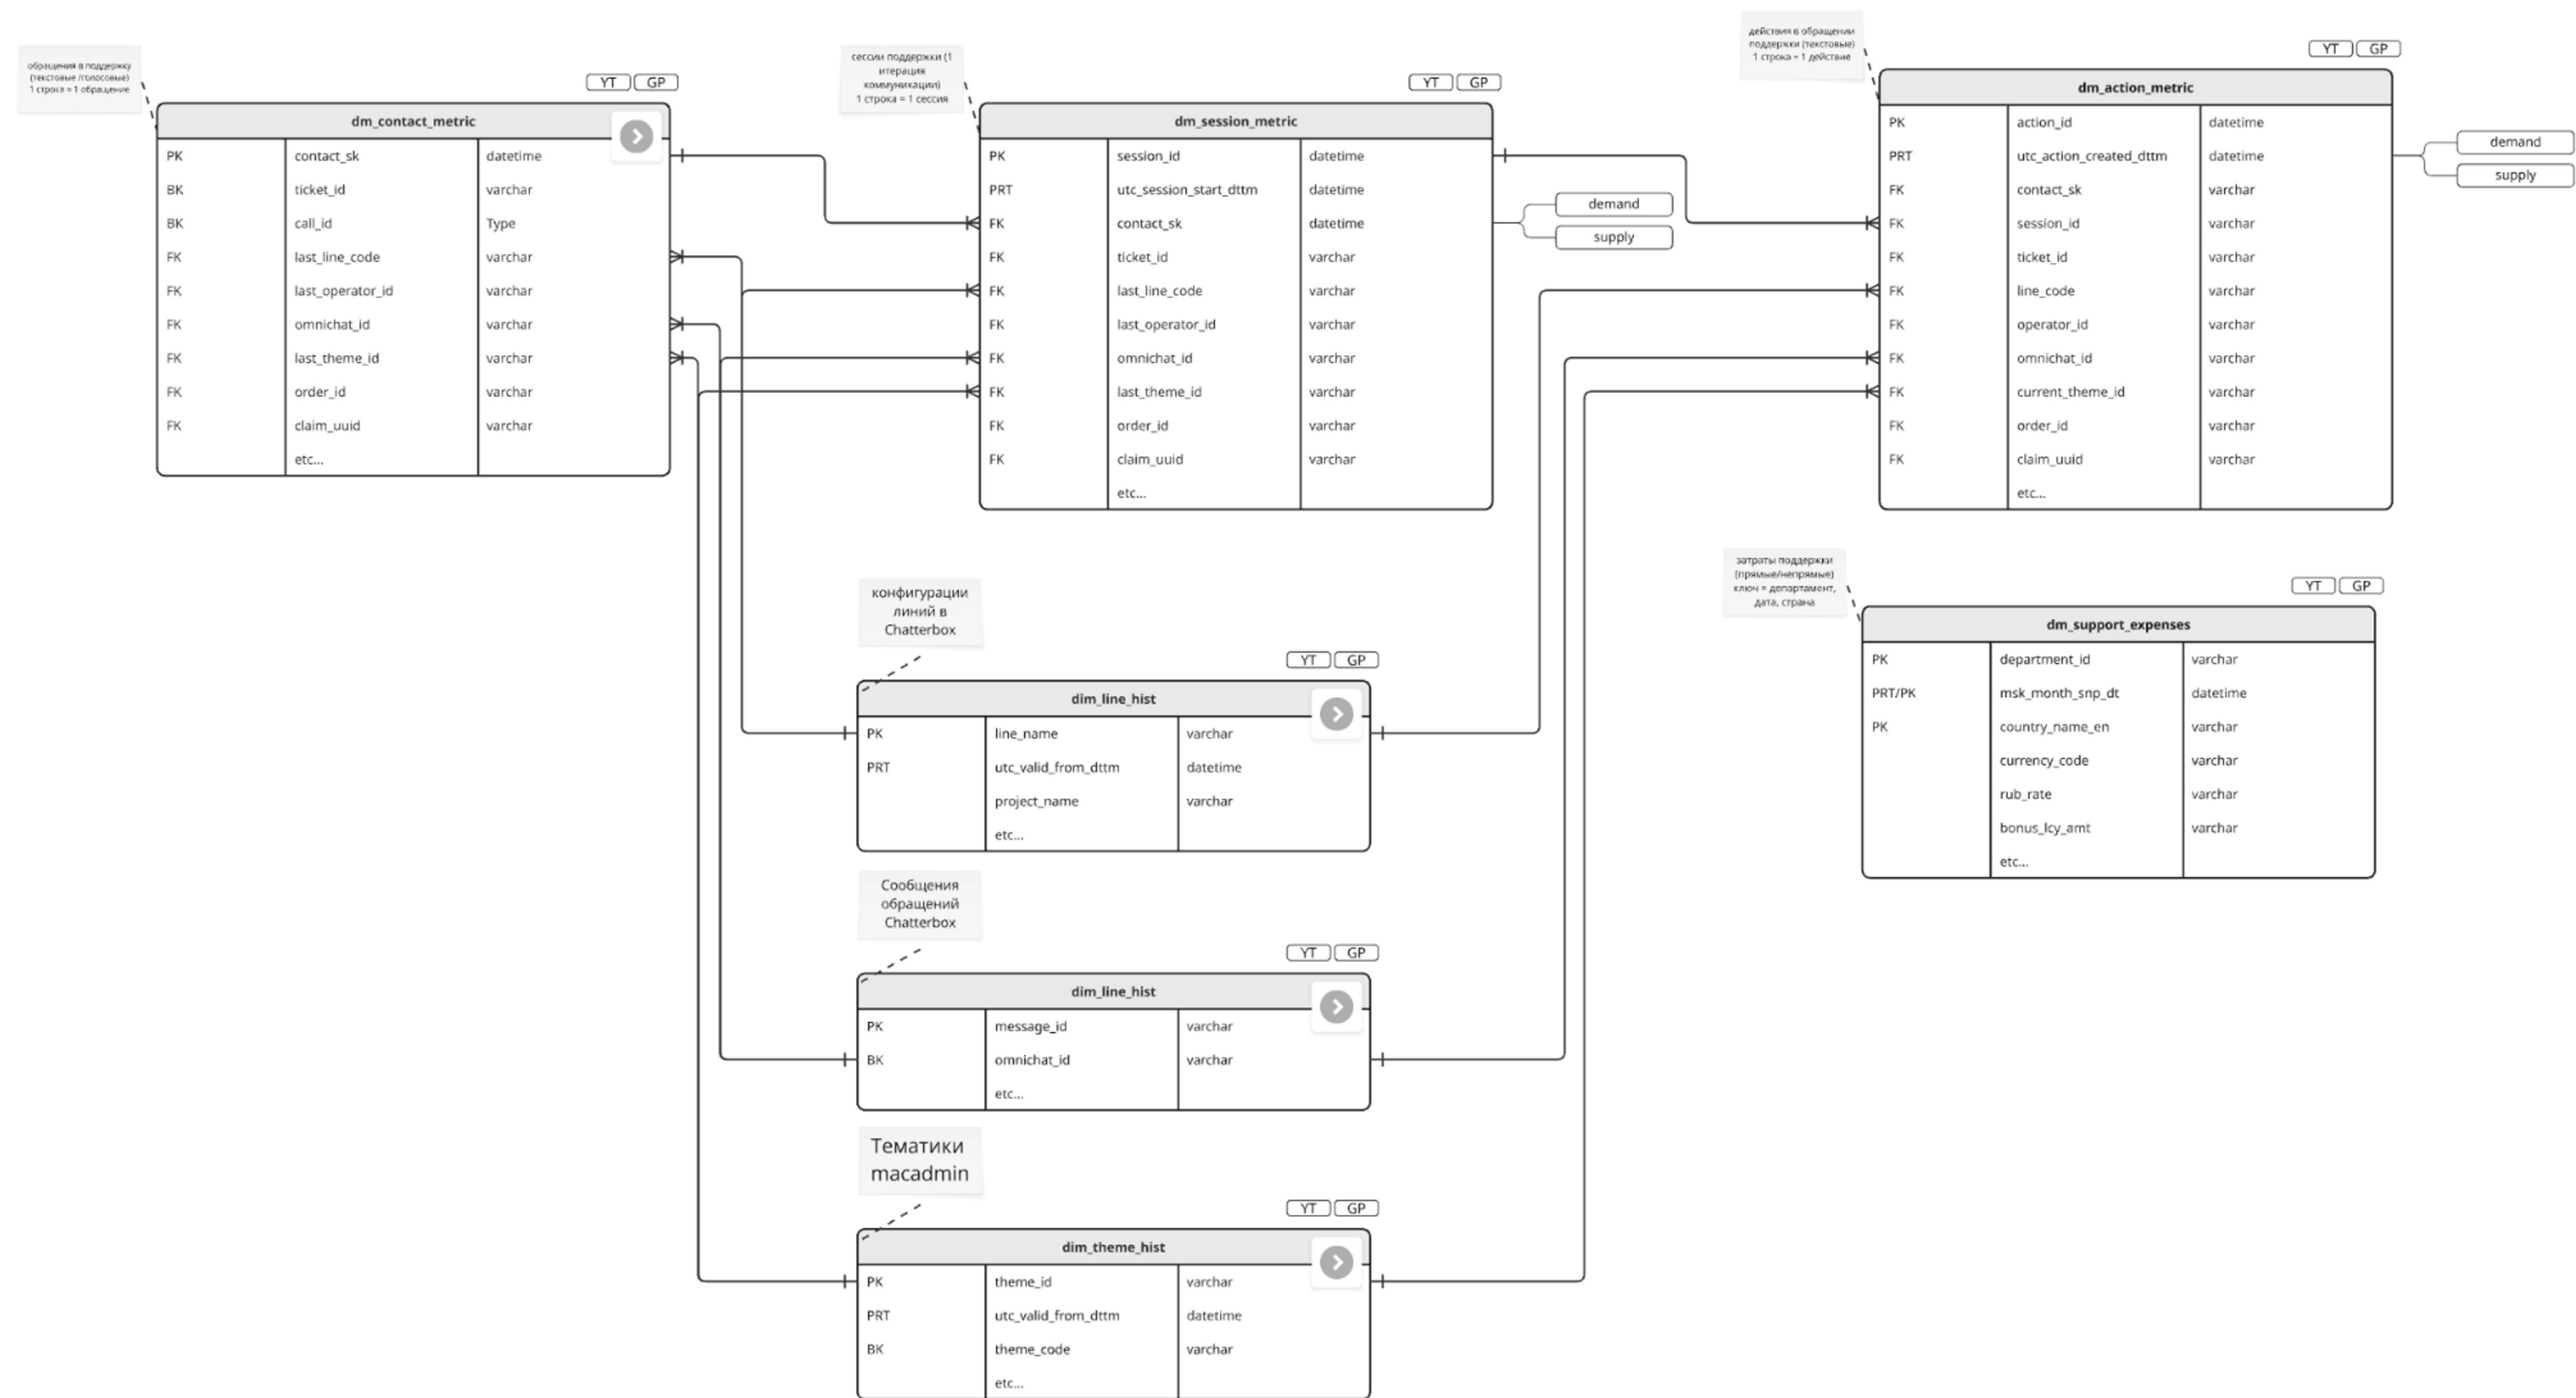 обращения в поддержку
(текстовые /голосовые)
1 строка = 1 обращение
YT GP
dm_contact_metric
PK contact_sk datetime
BK ticket_id varchar
BK call_id Type
FK last_line_code varchar
FK last_operator_id varchar
FK omnichat_id varchar
FK last_theme_id varchar
FK order_id varchar
FK claim_uuid varchar
etc...
сессии поддержки (1
итерация
коммуникации)
1 строка = 1 сессия
YT GP
dm_session_metric
PK session_id datetime
PRT utc_session_start_dttm datetime
FK contact_sk datetime
FK ticket_id varchar
FK last_line_code varchar
FK last_operator_id varchar
FK omnichat_id varchar
FK last_theme_id varchar
FK order_id varchar
FK claim_uuid varchar
etc...
demand
supply
действия в обращении
поддержки (текстовые)
1 строка = 1 действие
YT GP
dm_action_metric
PK action_id datetime
PRT utc_action_created_dttm datetime
FK contact_sk varchar
FK session_id varchar
FK ticket_id varchar
FK line_code varchar
FK operator_id varchar
FK omnichat_id varchar
FK current_theme_id varchar
FK order_id varchar
FK claim_uuid varchar
etc...
demand
supply
конфигурации
линий в
Chatterbox
YT GP
dim_line_hist
PK line_name varchar
PRT utc_valid_from_dttm datetime
project_name varchar
etc...
затраты поддержки
(прямые/непрямые)
ключ = департамент,
дата, страна
YT GP
dm_support_expenses
PK department_id varchar
PRT/PK msk_month_snp_dt datetime
PK country_name_en varchar
currency_code varchar
rub_rate varchar
bonus_lcy_amt varchar
etc...
Сообщения
обращений
Chatterbox
YT GP
dim_line_hist
PK message_id varchar
BK omnichat_id varchar
etc...
Тематики
macadmin
YT GP
dim_theme_hist
PK theme_id varchar
PRT utc_valid_from_dttm datetime
BK theme_code varchar
etc...